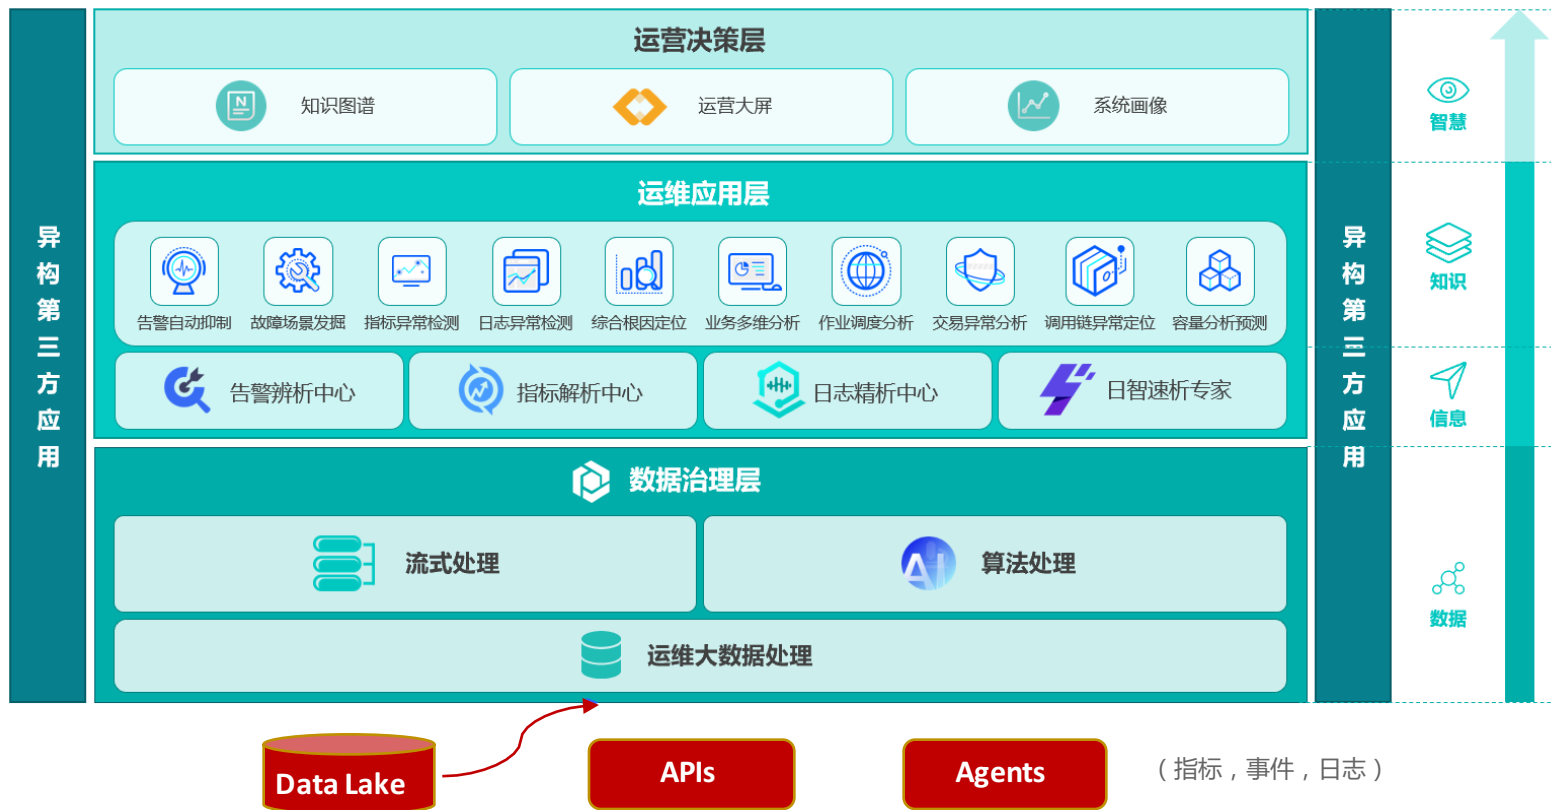 运营决策层
知识图谱
运营大屏
系统画像
智慧
异构第三方应用
运维应用层
告警自动抑制
故障场景发掘
指标异常检测
日志异常检测
综合根因定位
业务多维分析
作业调度分析
交易异常分析
调用链异常定位
容量分析预测
异构第三方应用
知识
告警辨析中心
指标解析中心
日志精析中心
日智速析专家
信息
数据治理层
流式处理
AI
算法处理
数据
运维大数据处理
Data Lake
APIs
Agents
（指标，事件，日志）